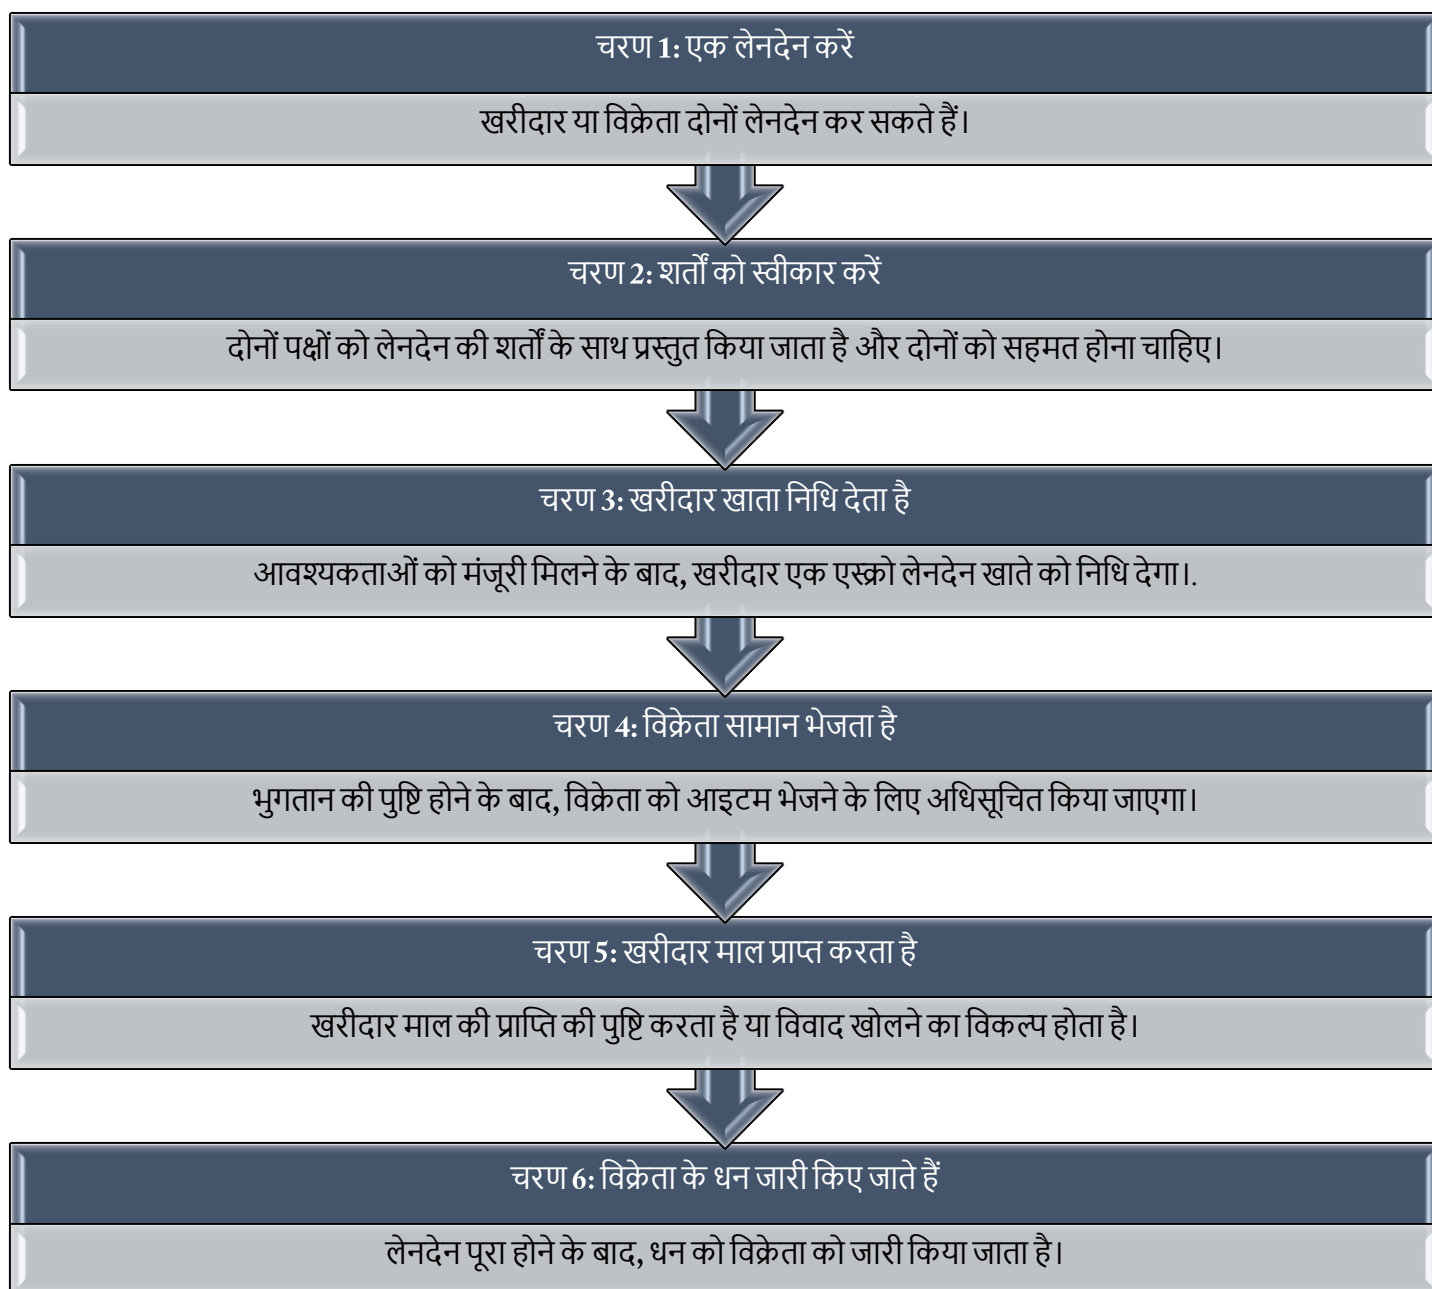 चरण 1: एक लेनदेन करें
खरीदार या विक्रेता दोनों लेनदेन कर सकते हैं।
चरण 2: शर्तों को स्वीकार करें
दोनों पक्षों को लेनदेन की शर्तों के साथ प्रस्तुत किया जाता है और दोनों को सहमत होना चाहिए।
चरण 3: खरीदार खाता निधि देता है
आवश्यकताओं को मंजूरी मिलने के बाद, खरीदार एक एस्क्रो लेनदेन खाते को निधि देगा।.
चरण 4: विक्रेता सामान भेजता है
भुगतान की पुष्टि होने के बाद, विक्रेता को आइटम भेजने के लिए अधिसूचित किया जाएगा।
चरण 5: खरीदार माल प्राप्त करता है
खरीदार माल की प्राप्ति की पुष्टि करता है या विवाद खोलने का विकल्प होता है।
चरण 6: विक्रेता के धन जारी किए जाते हैं
लेनदेन पूरा होने के बाद, धन को विक्रेता को जारी किया जाता है।